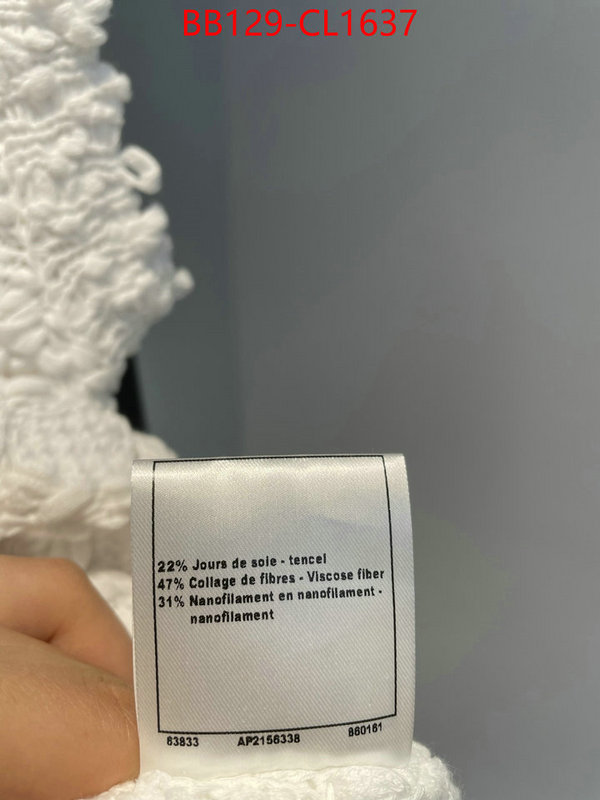 BB129-CL1637
22% Jours de soie - tencel
47% Collage de fibres - Viscose fiber
31% Nanofilament en nanofilament -
nanofilament
63833 AP2156338 B60161